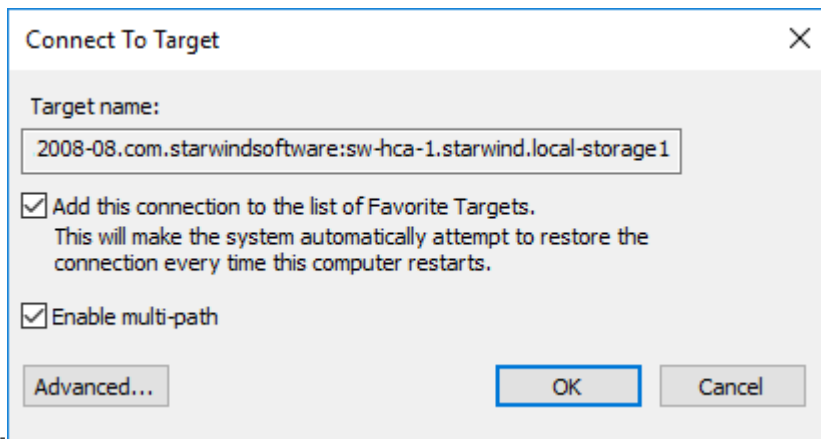 Connect To Target
Target name:
2008-08.com.starwindsoftware:sw-hca-1.starwind.local-storage1
Add this connection to the list of Favorite Targets.
This will make the system automatically attempt to restore the
connection every time this computer restarts.
Enable multi-path
Advanced... OK Cancel